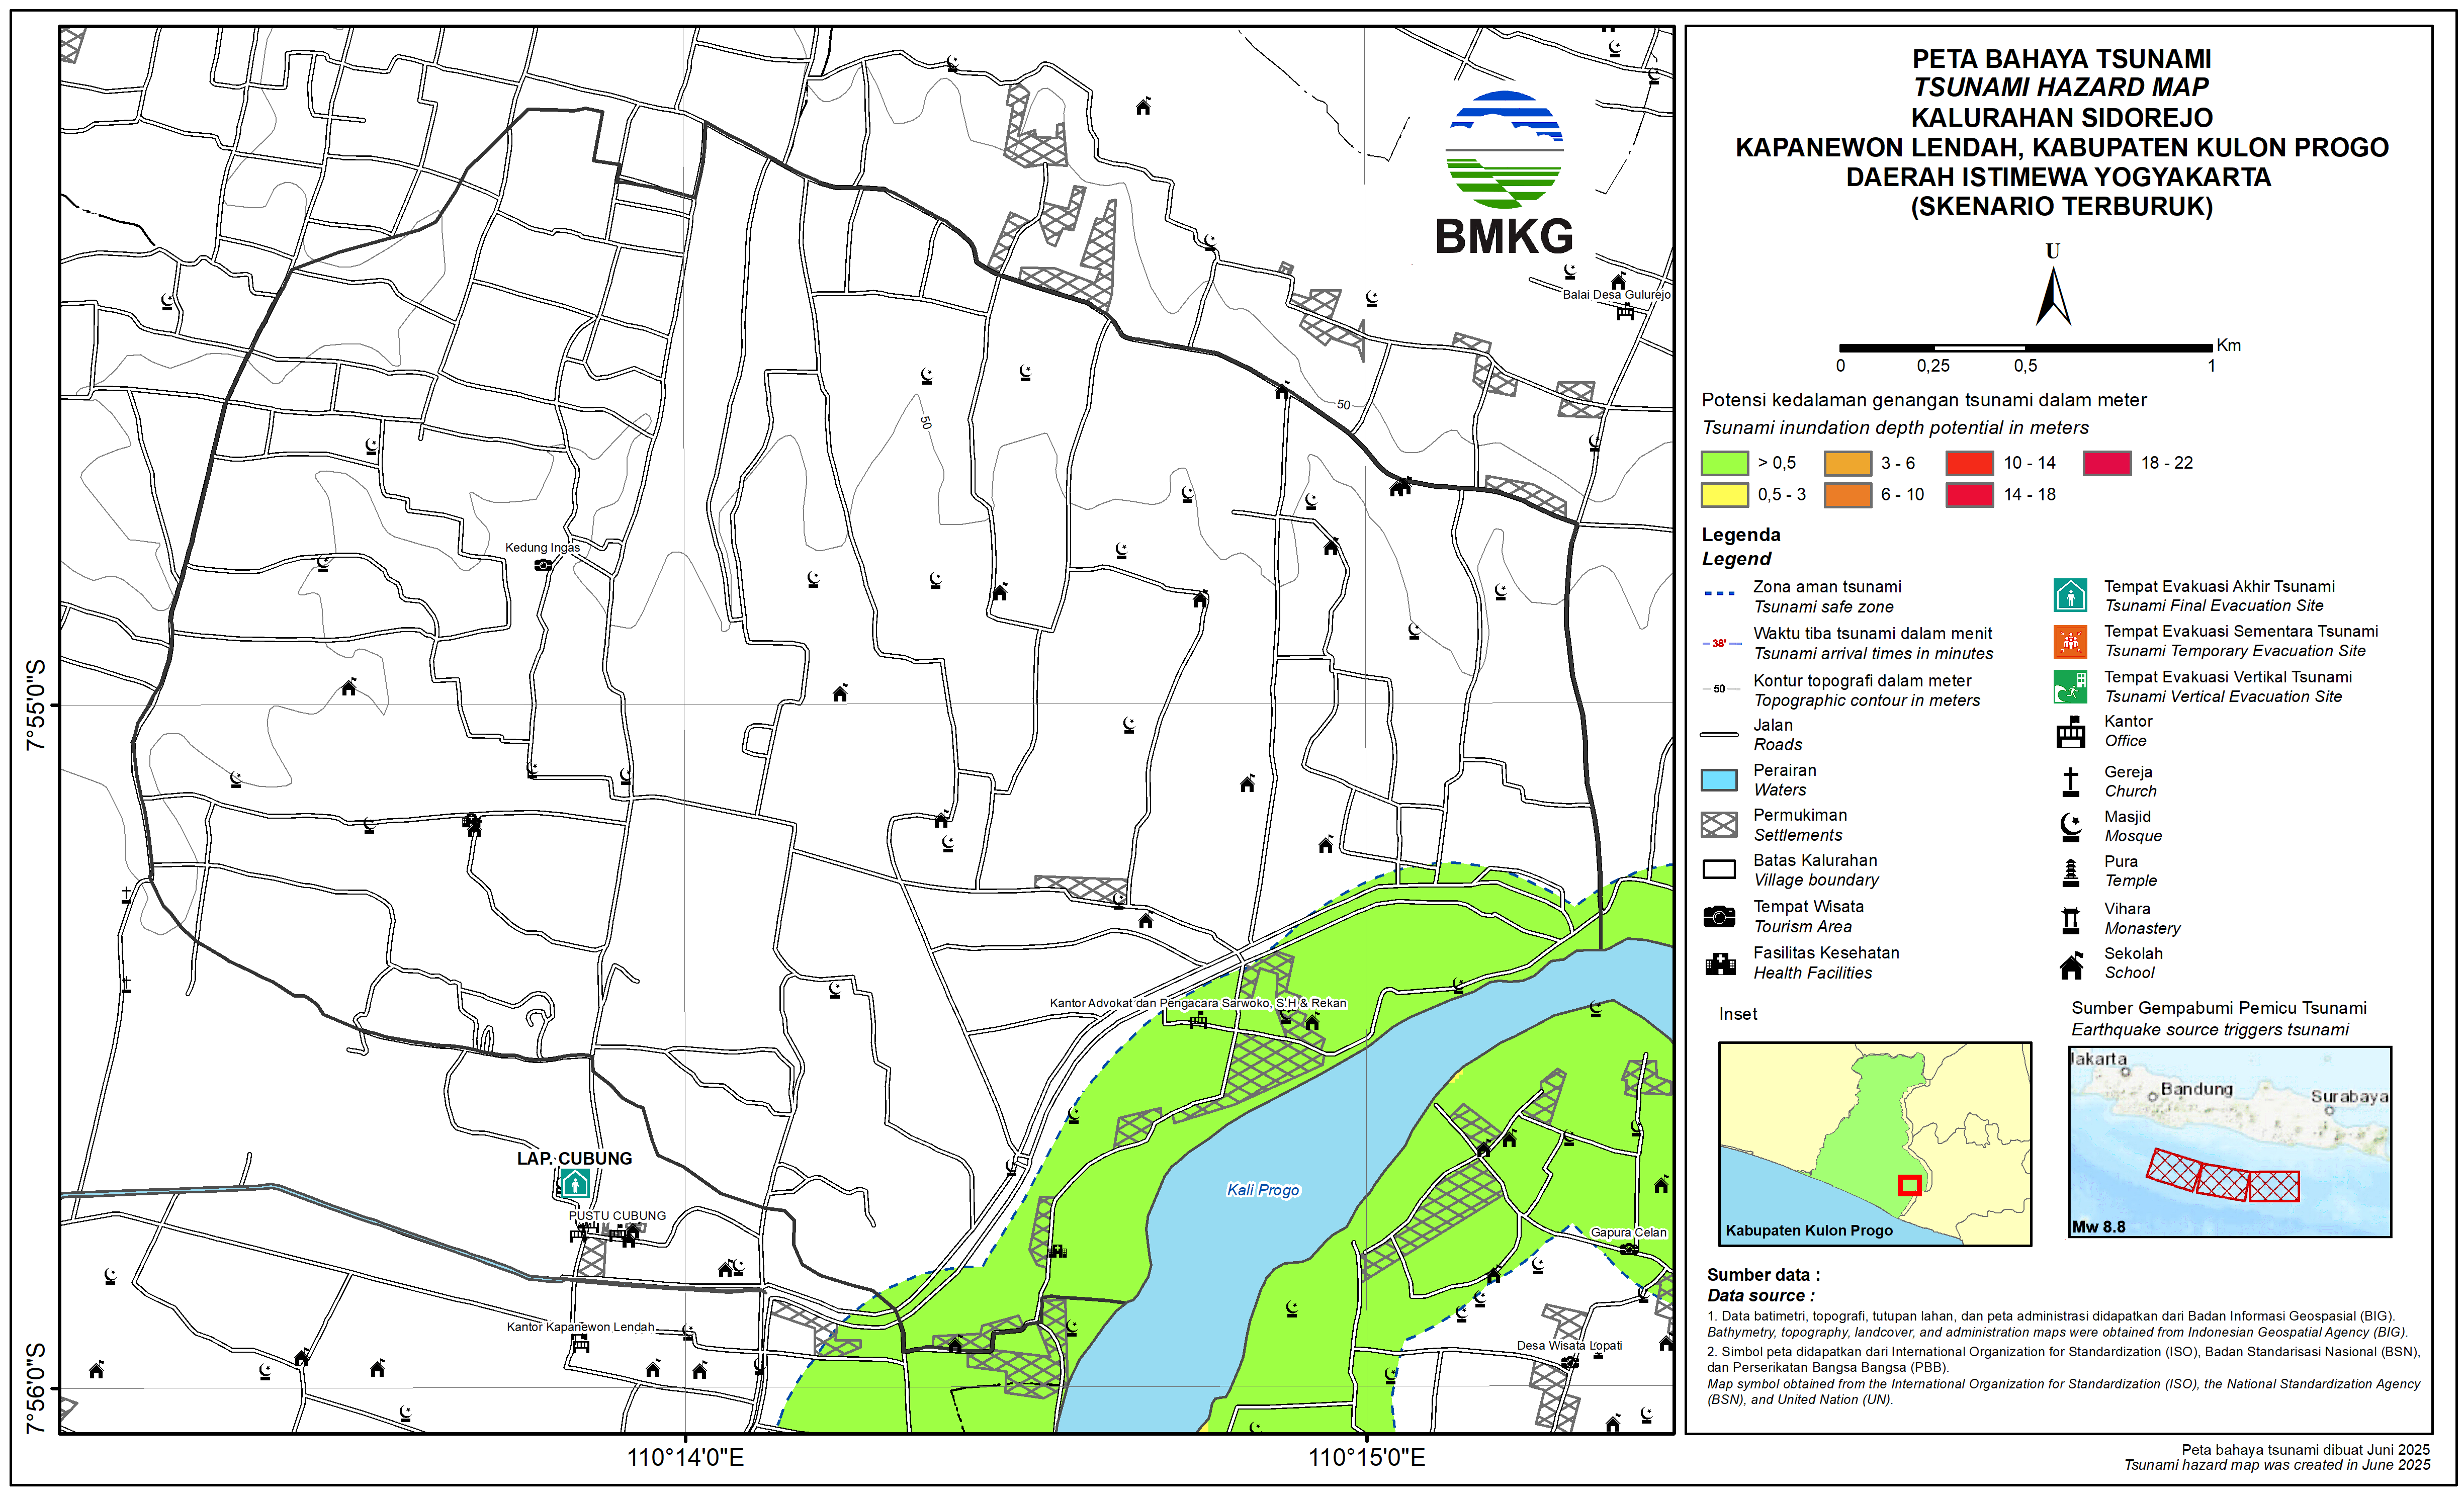 PETA BAHAYA TSUNAMI
TSUNAMI HAZARD MAP
KALURAHAN SIDOREJO
KAPANEWON LENDAH, KABUPATEN KULON PROGO
DAERAH ISTIMEWA YOGYAKARTA
(SKENARIO TERBURUK)
U
Km
0 0,25 0,5 1
Potensi kedalaman genangan tsunami dalam meter
Tsunami inundation depth potential in meters
> 0,5 3 - 6 10 - 14 18 - 22
0,5 - 3 6 - 10 14 - 18
Legenda
Legend
Zona aman tsunami
Tsunami safe zone
38'
Waktu tiba tsunami dalam menit
Tsunami arrival times in minutes
50
Kontur topografi dalam meter
Topographic contour in meters
Jalan
Roads
Perairan
Waters
Permukiman
Settlements
Batas Kalurahan
Village boundary
Tempat Wisata
Tourism Area
Fasilitas Kesehatan
Health Facilities
Tempat Evakuasi Akhir Tsunami
Tsunami Final Evacuation Site
Tempat Evakuasi Sementara Tsunami
Tsunami Temporary Evacuation Site
Tempat Evakuasi Vertikal Tsunami
Tsunami Vertical Evacuation Site
Kantor
Office
Gereja
Church
Masjid
Mosque
Pura
Temple
Vihara
Monastery
Sekolah
School
Inset
Kabupaten Kulon Progo
Sumber Gempabumi Pemicu Tsunami
Earthquake source triggers tsunami
Jakarta
Bandung
Surabaya
Mw 8.8
Sumber data :
Data source :
1. Data batimetri, topografi, tutupan lahan, dan peta administrasi didapatkan dari Badan Informasi Geospasial (BIG).
Bathymetry, topography, landcover, and administration maps were obtained from Indonesian Geospatial Agency (BIG).
2. Simbol peta didapatkan dari International Organization for Standardization (ISO), Badan Standarisasi Nasional (BSN),
dan Perserikatan Bangsa Bangsa (PBB).
Map symbol obtained from the International Organization for Standardization (ISO), the National Standardization Agency
(BSN), and United Nation (UN).
Peta bahaya tsunami dibuat Juni 2025
Tsunami hazard map was created in June 2025
BMKG
Balai Desa Gulurejo
50
50
Kedung Ingas
Kantor Advokat dan Pengacara Sarwoko, S.H & Rekan
LAP. CUBUNG
PUSTU CUBUNG
Kali Progo
Gapura Celan
Kantor Kapanewon Lendah
Desa Wisata Lopati
7°55'0"S
7°56'0"S
110°14'0"E
110°15'0"E